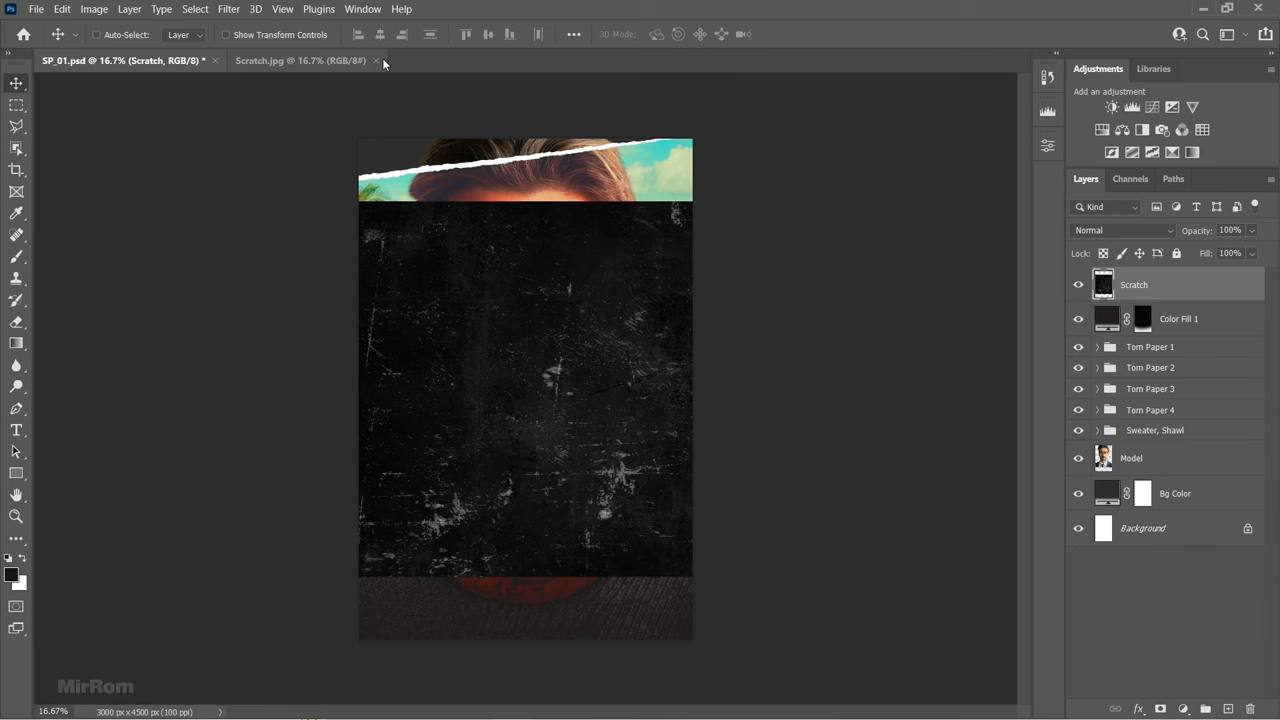 Ps File Edit Image Layer Type Select Filter 3D View Plugins Window Help
Auto-Select: Layer Show Transform Controls 3D Mode:
SP_01.psd @ 16.7% (Scratch, RGB/8) * Scratch.jpg @ 16.7% (RGB/8#)
Adjustments Libraries
Add an adjustment
Layers Channels Paths
Kind
Normal Opacity: 100%
Lock: Fill: 100%
Scratch
Color Fill 1
Torn Paper 1
Torn Paper 2
Torn Paper 3
Torn Paper 4
Sweater, Shawl
Model
Bg Color
Background
MirRom
16.67% 3000 px x 4500 px (100 ppi)